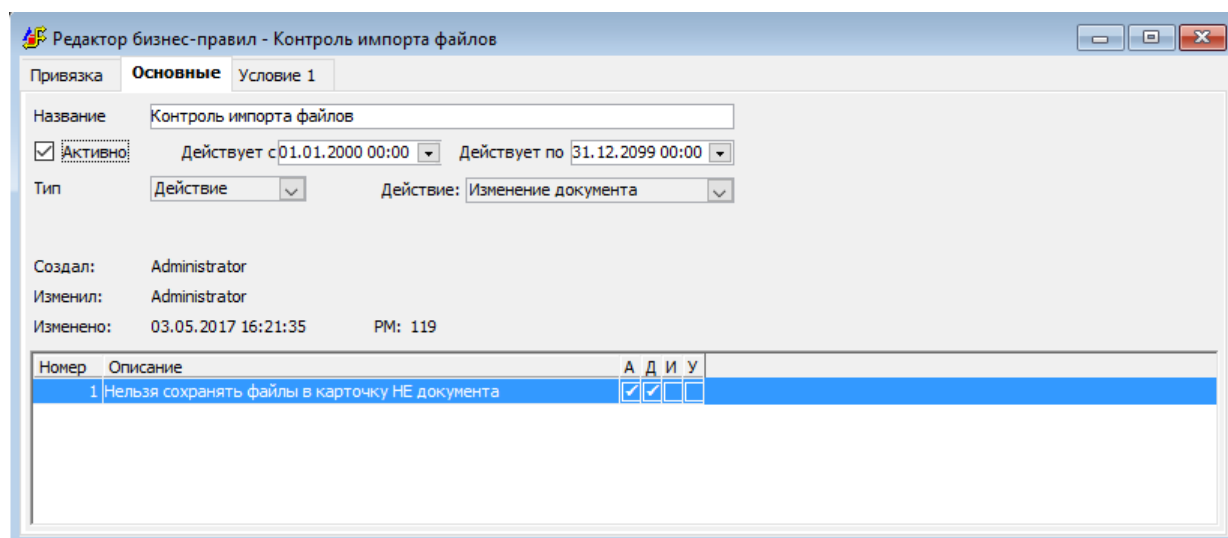 Редактор бизнес-правил - Контроль импорта файлов
Привязка Основные Условие 1
Название Контроль импорта файлов
Активно Действует с 01.01.2000 00:00 Действует по 31.12.2099 00:00
Тип Действие Действие: Изменение документа
Создал: Administrator
Изменил: Administrator
Изменено: 03.05.2017 16:21:35 РМ: 119
Номер Описание А Д И У
1 Нельзя сохранять файлы в карточку НЕ документа